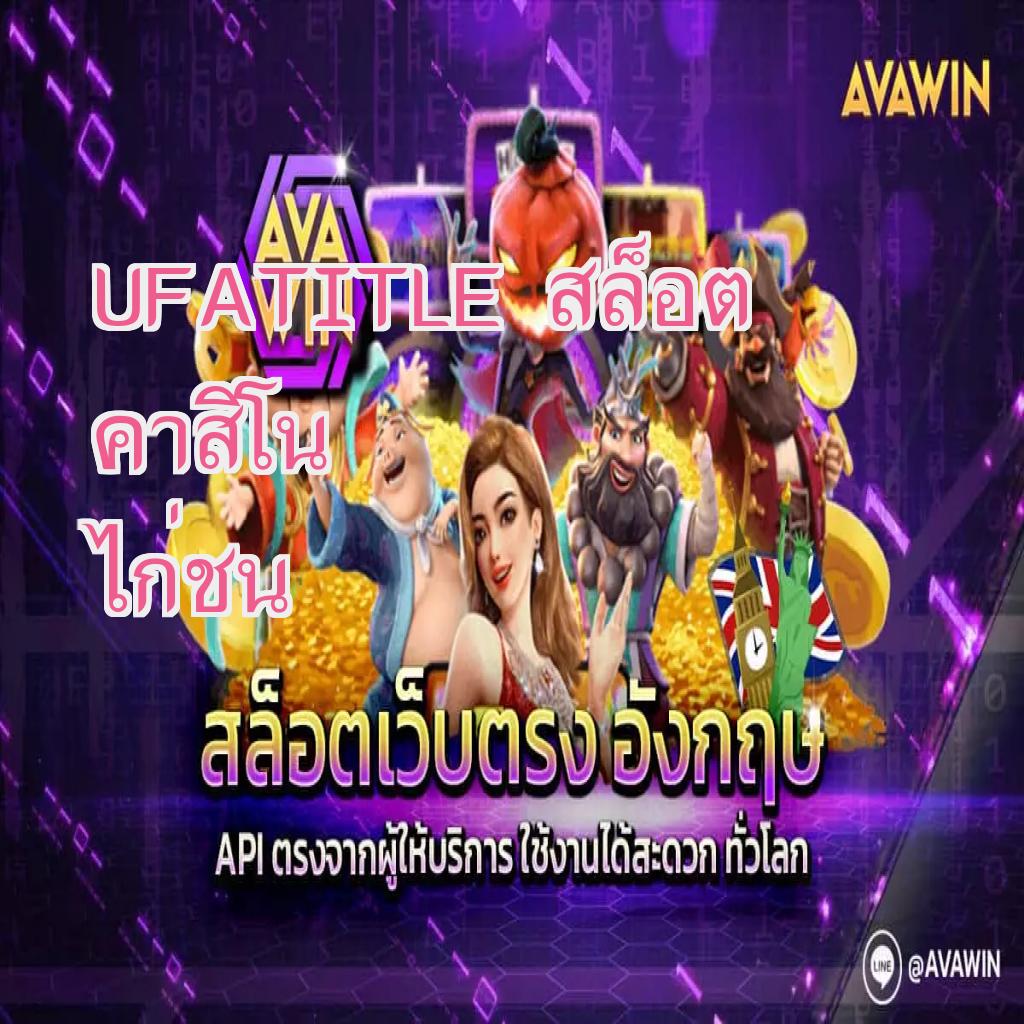 AVAWIN
AVA
WIN
UFATITLE สล็อต
คาสิโน
ไก่ชน
สล็อตเว็บตรง อังกฤษ
API ตรงจากผู้ให้บริการ ใช้งานได้สะดวก ทั่วโลก
LINE @AVAWIN